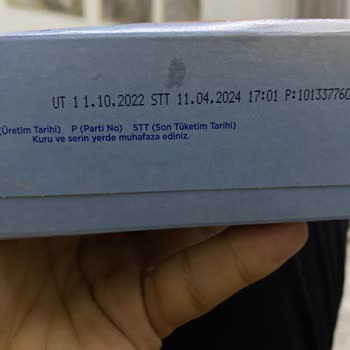 UT 11.10.2022 STT 11.04.2024 17:01 P:101337760
(Üretim Tarihi) P (Parti No) STT (Son Tüketim Tarihi)
Kuru ve serin yerde muhafaza ediniz.